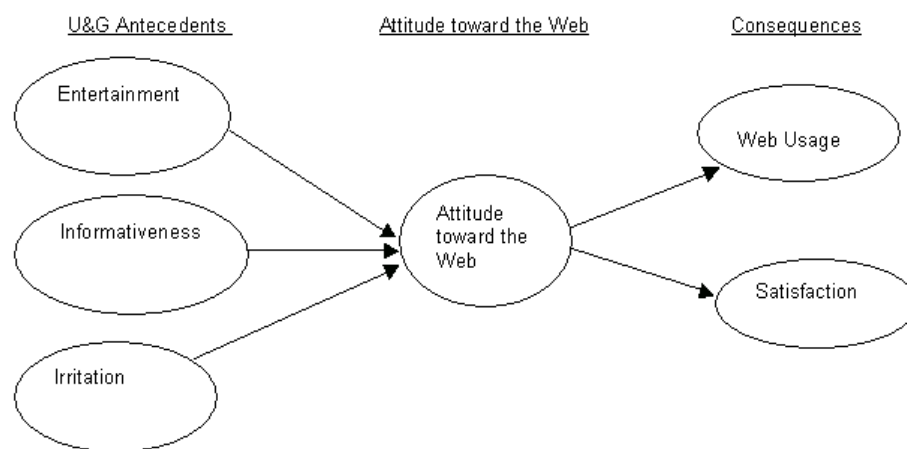 U&G Antecedents
Attitude toward the Web
Consequences
Entertainment
Informativeness
Irritation
Attitude
toward the
Web
Web Usage
Satisfaction